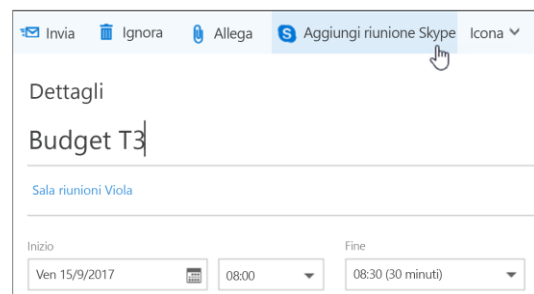 Invia Ignora Allega Aggiungi riunione Skype Icona
Dettagli
Budget T3
Sala riunioni Viola
Inizio Fine
Ven 15/9/2017 08:00 08:30 (30 minuti)